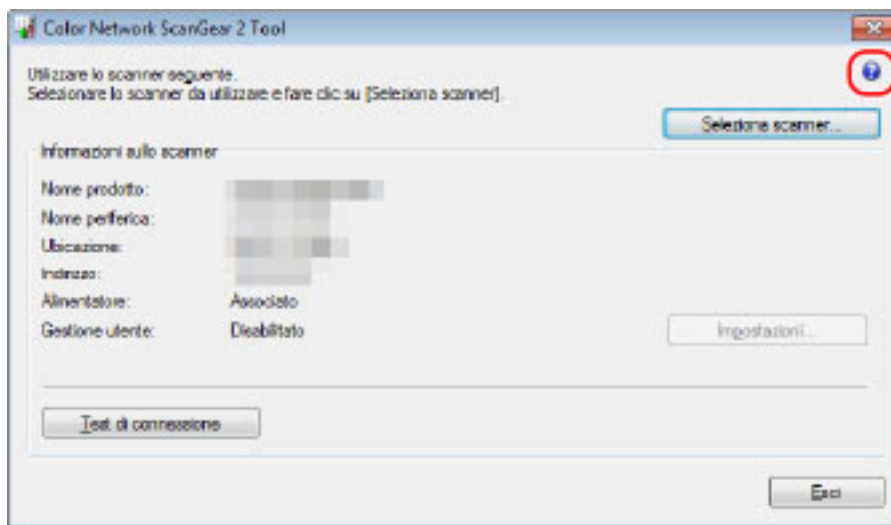 Color Network ScanGear 2 Tool
Utilizzare lo scanner seguente.
Selezionare lo scanner da utilizzare e fare clic su [Seleziona scanner].
Seleziona scanner...
Informazioni sullo scanner
Nome prodotto:
Nome periferica:
Ubicazione:
Indirizzo:
Alimentatore: Associato
Gestione utente: Disabilitato
Impostazioni...
Test di connessione
Esci